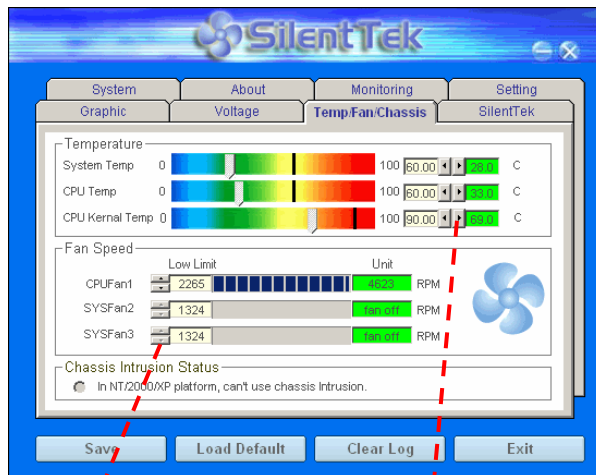 SilentTek
System About Monitoring Setting
Graphic Voltage Temp/Fan/Chassis SilentTek
Temperature
System Temp 0 100 60.00 28.0 C
CPU Temp 0 100 60.00 33.0 C
CPU Kernal Temp 0 100 90.00 69.0 C
Fan Speed
Low Limit Unit
CPUFan1 2265 4623 RPM
SYSFan2 1324 fan off RPM
SYSFan3 1324 fan off RPM
Chassis Intrusion Status
In NT/2000/XP platform, can't use chassis Intrusion.
Save Load Default Clear Log Exit